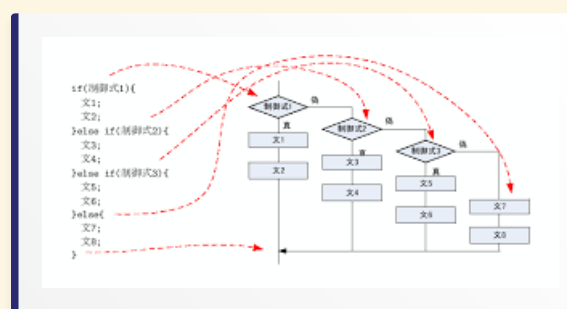 if(制御式1){
文1;
文2;
}else if(制御式2){
文3;
文4;
}else if(制御式3){
文5;
文6;
}else{
文7;
文8;
}
制御式1
偽
真
文1
文2
制御式2
偽
真
文3
文4
制御式3
偽
真
文5
文6
文7
文8